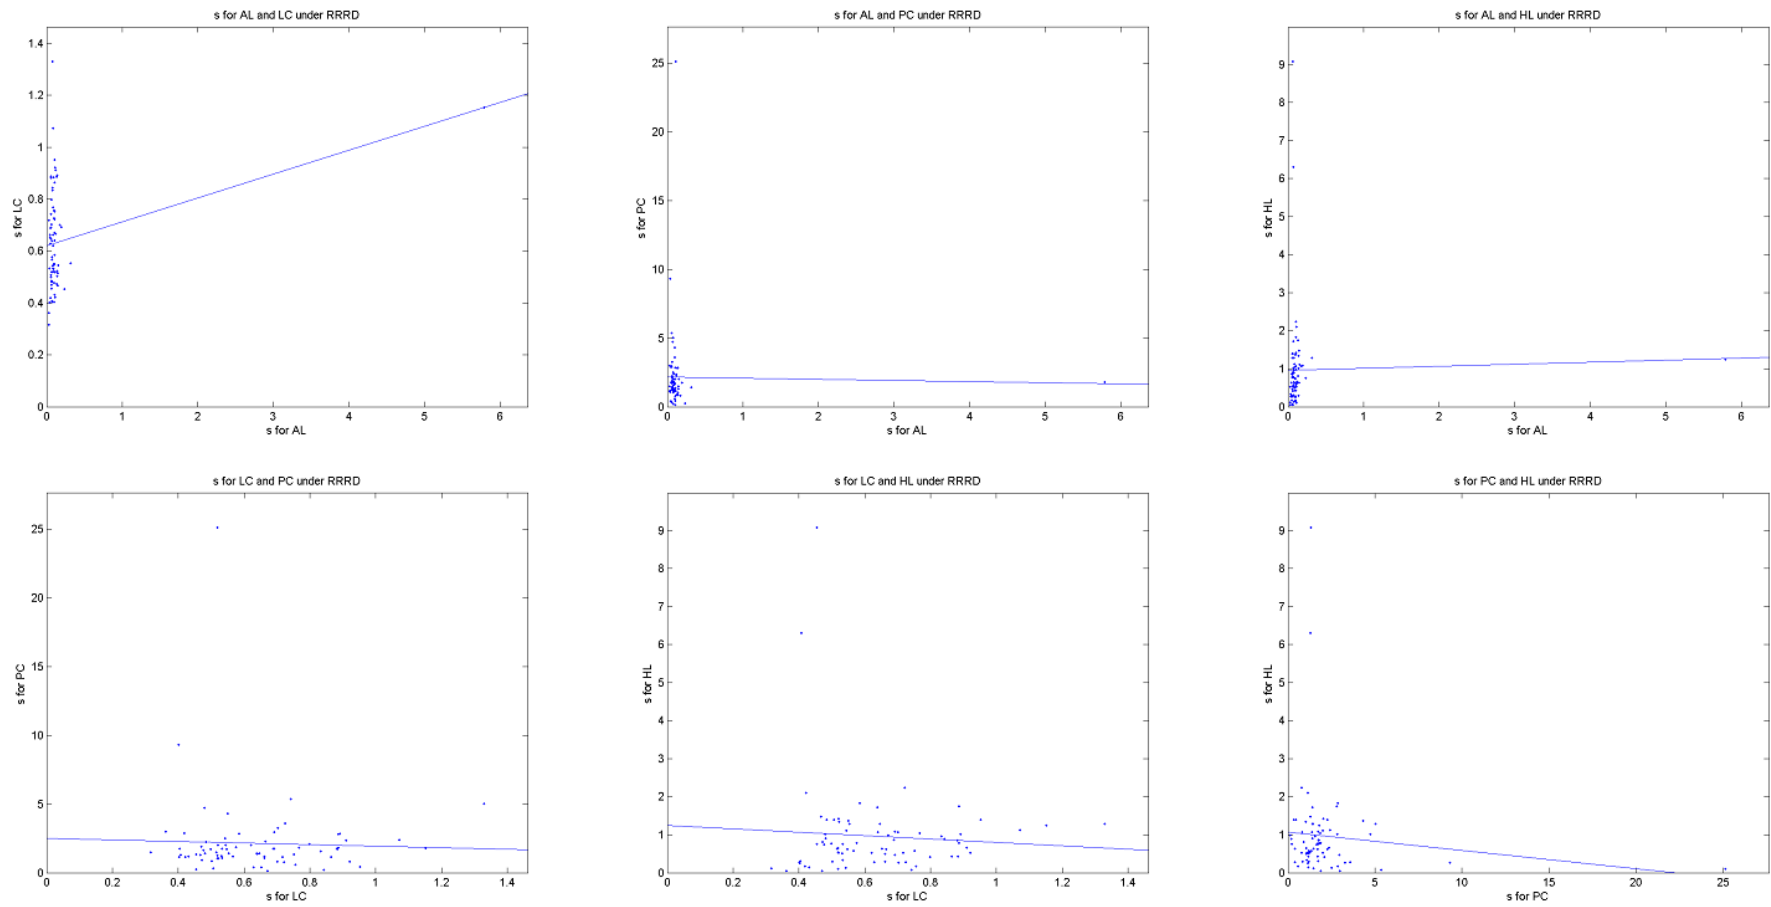 s for AL and LC under RRRD
s for LC
1.4
1.2
1
0.8
0.6
0.4
0.2
0
0 1 2 3 4 5 6
s for AL
s for AL and PC under RRRD
s for PC
25
20
15
10
5
0
0 1 2 3 4 5 6
s for AL
s for AL and HL under RRRD
s for HL
9
8
7
6
5
4
3
2
1
0
0 1 2 3 4 5 6
s for AL
s for LC and PC under RRRD
s for PC
25
20
15
10
5
0
0 0.2 0.4 0.6 0.8 1 1.2 1.4
s for LC
s for LC and HL under RRRD
s for HL
9
8
7
6
5
4
3
2
1
0
0 0.2 0.4 0.6 0.8 1 1.2 1.4
s for LC
s for PC and HL under RRRD
s for HL
9
8
7
6
5
4
3
2
1
0
0 5 10 15 20 25
s for PC